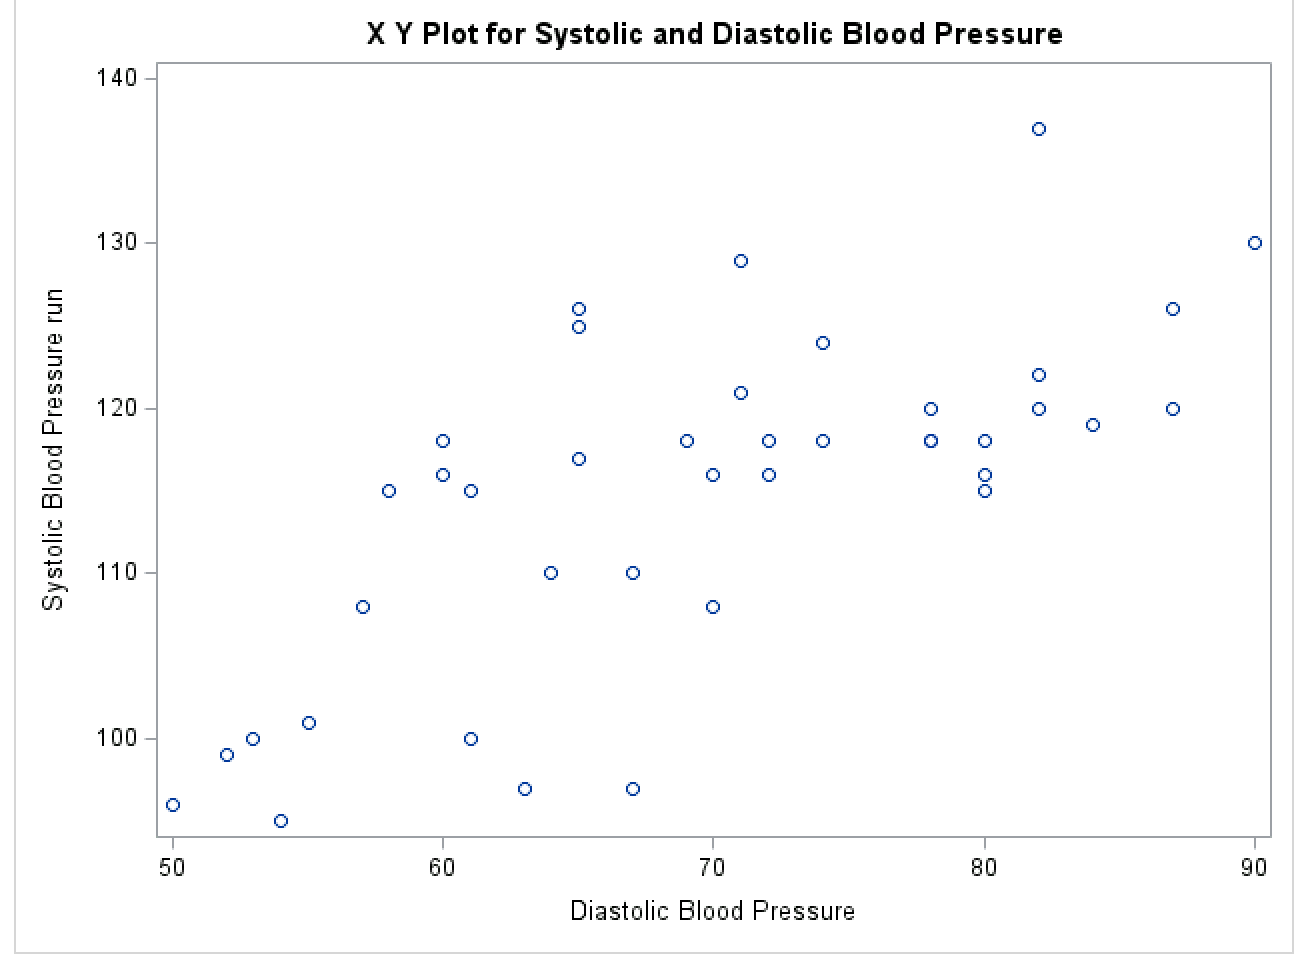 X Y Plot for Systolic and Diastolic Blood Pressure
140
130
120
110
100
Systolic Blood Pressure run
50 60 70 80 90
Diastolic Blood Pressure